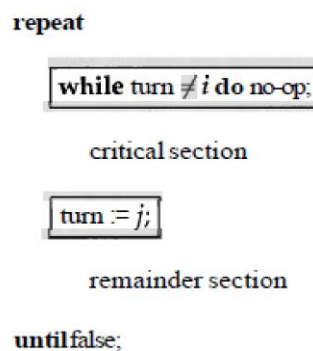 repeat
while turn ≠ i do no-op;
critical section
turn := j;
remainder section
until false;